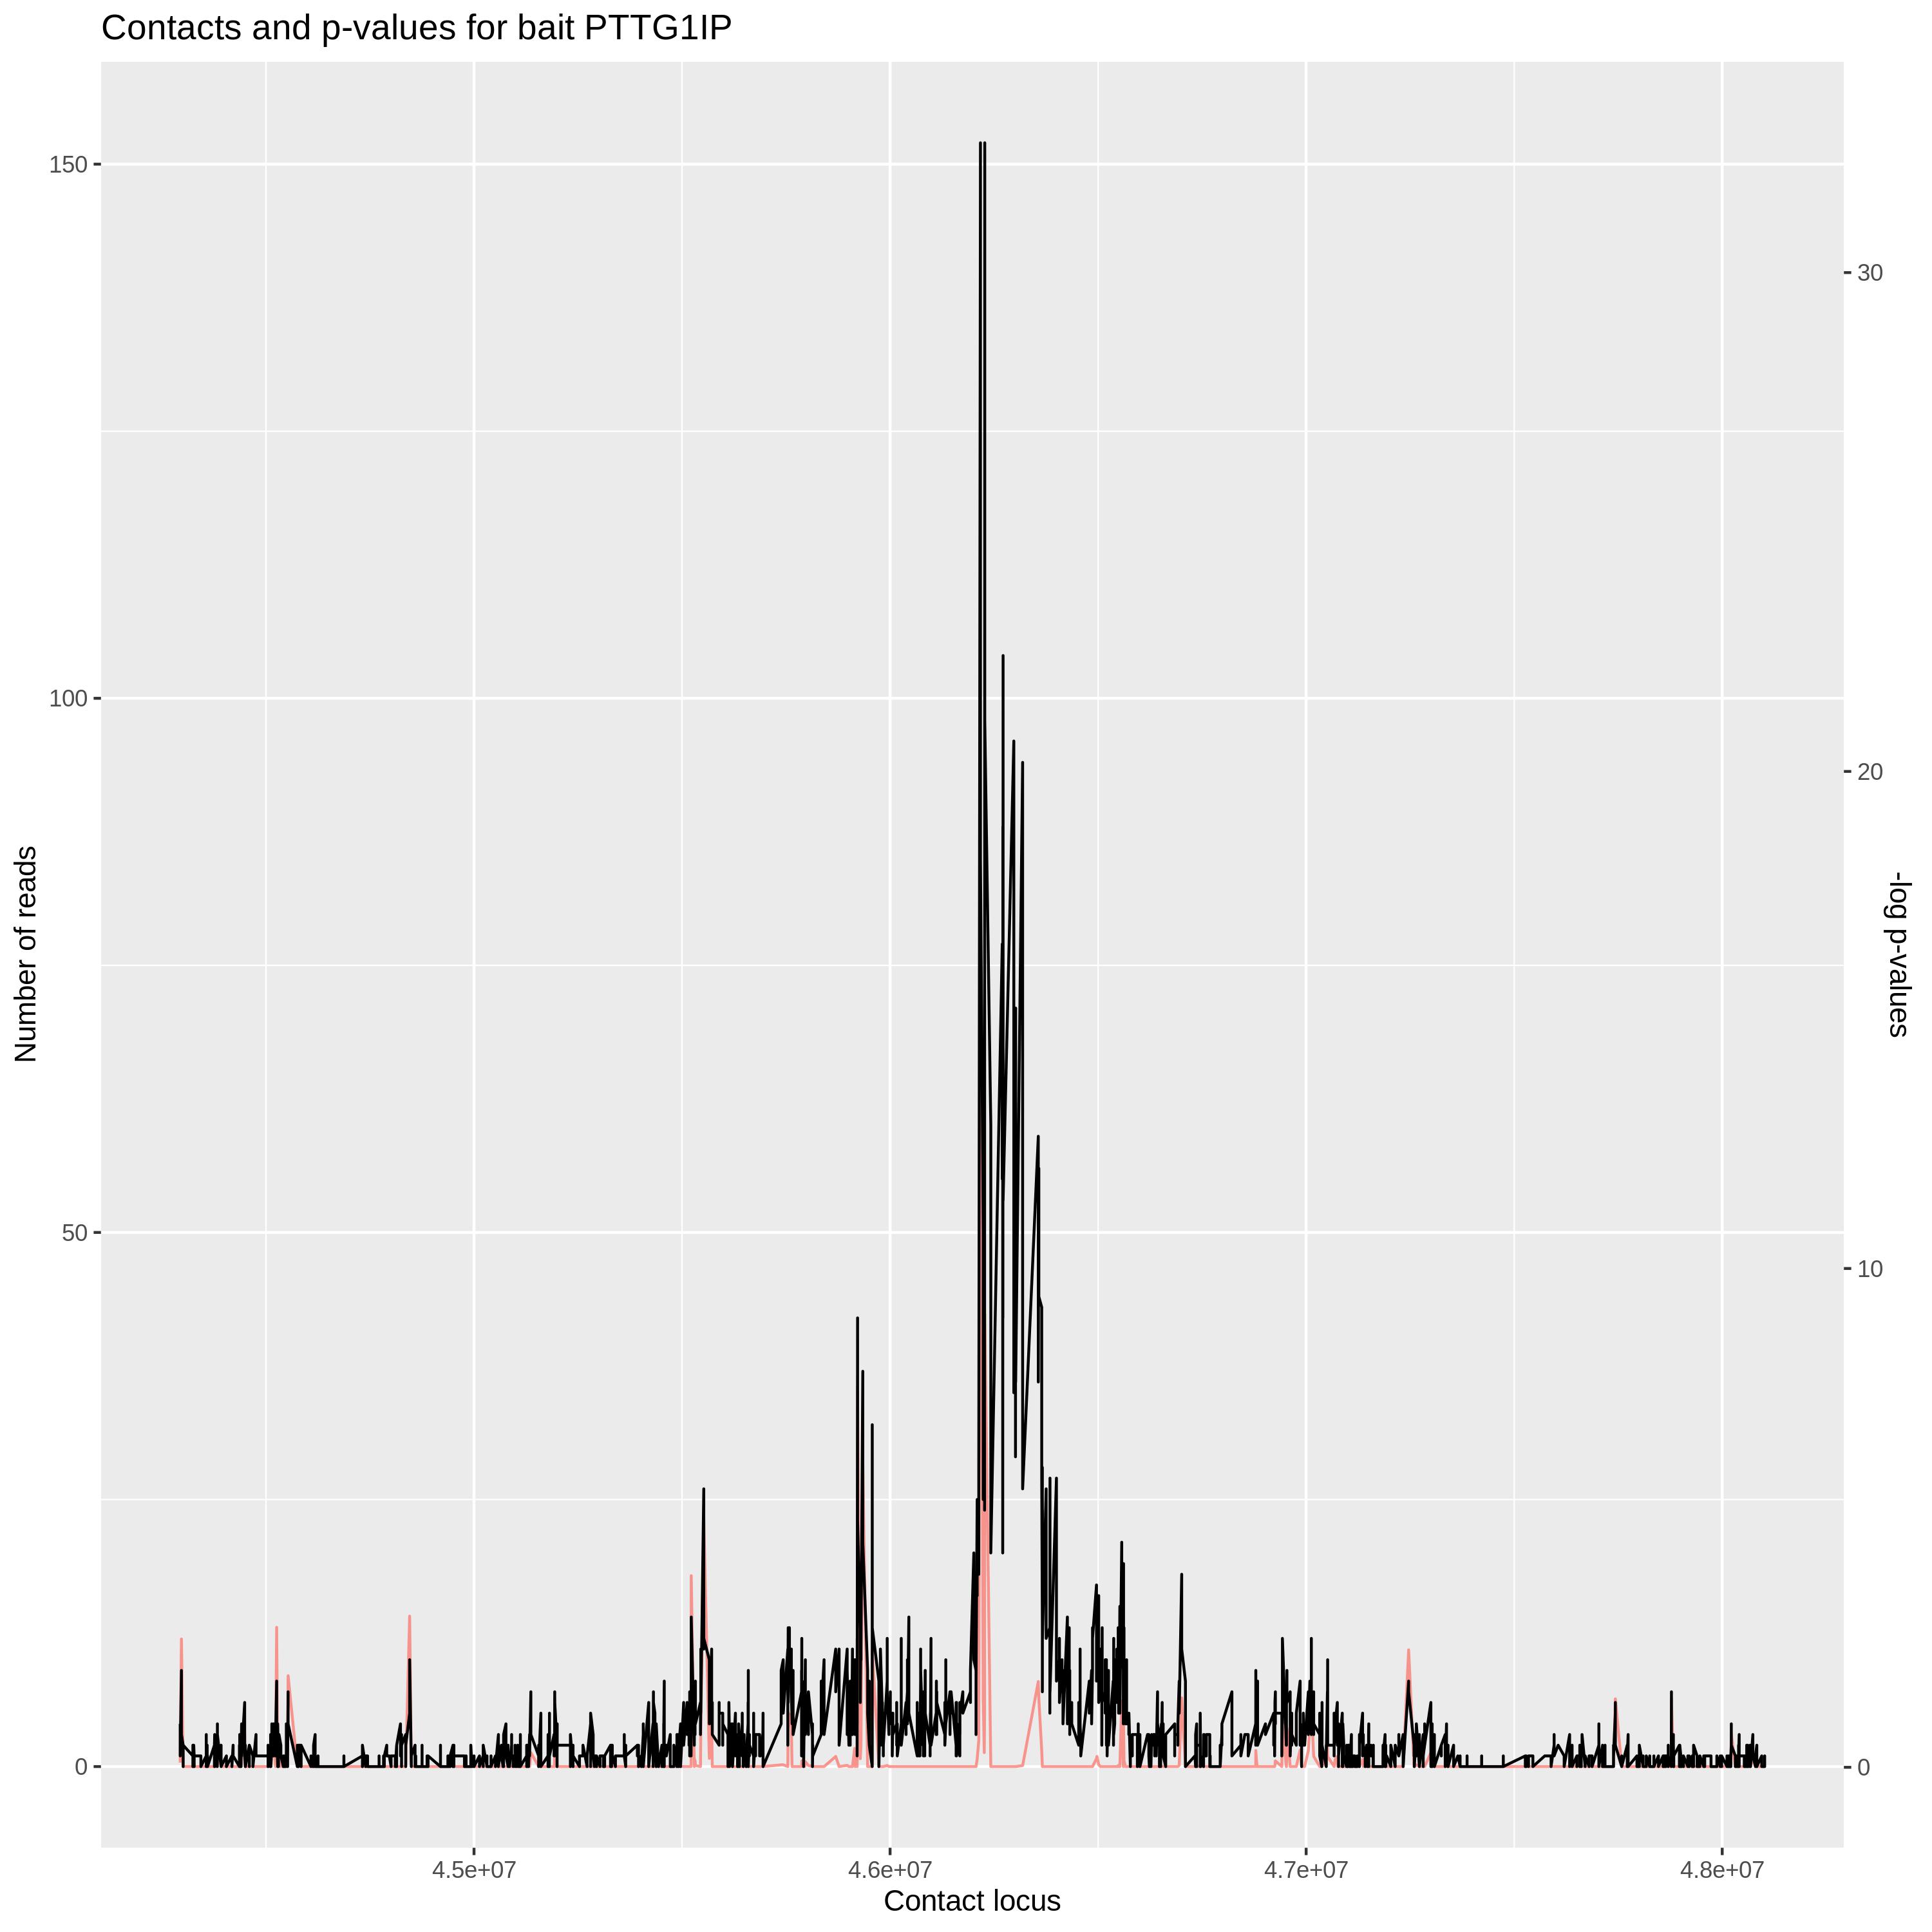 Contacts and p-values for bait PTTG1IP
150
100
50
0
Number of reads
30
20
10
0
-log p-values
4.5e+07
4.6e+07
4.7e+07
4.8e+07
Contact locus